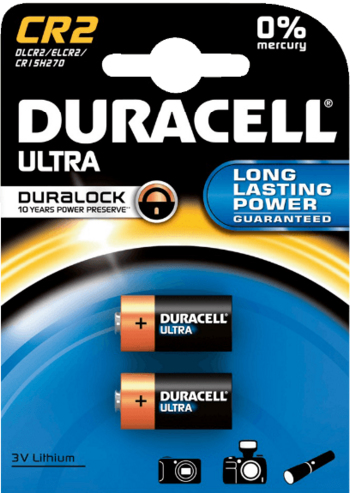 CR2
DLCR2/ELCR2/
CR15H270
0%
mercury
DURACELL®
ULTRA
DURALOCK
10 YEARS POWER PRESERVE™
LONG
LASTING
POWER
GUARANTEED
+ DURACELL
ULTRA
+ DURACELL
ULTRA
3V Lithium